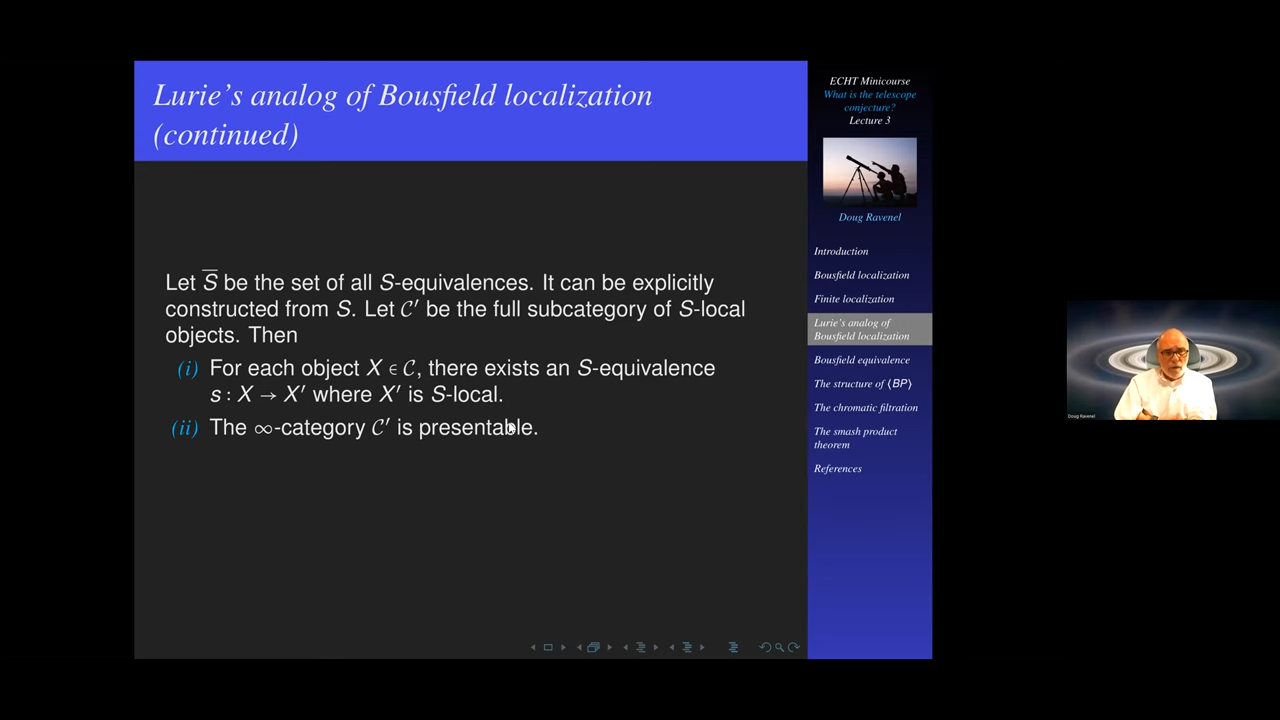 Lurie's analog of Bousfield localization
(continued)
Let S̅ be the set of all S-equivalences. It can be explicitly
constructed from S. Let 𝒞′ be the full subcategory of S-local
objects. Then
(i) For each object X ∈ 𝒞, there exists an S-equivalence
s : X → X′ where X′ is S-local.
(ii) The ∞-category 𝒞′ is presentable.
ECHT Minicourse
What is the telescope
conjecture?
Lecture 3
Doug Ravenel
Introduction
Bousfield localization
Finite localization
Lurie's analog of
Bousfield localization
Bousfield equivalence
The structure of ⟨BP⟩
The chromatic filtration
The smash product
theorem
References
Doug Ravenel